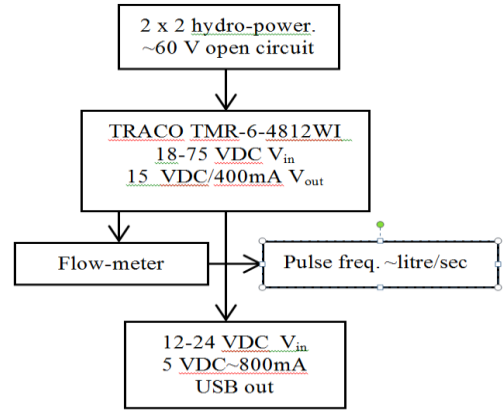 2 x 2 hydro-power.
~60 V open circuit
TRACO TMR-6-4812WI
18-75 VDC Vin
15 VDC/400mA Vout
Flow-meter
Pulse freq. ~litre/sec
12-24 VDC Vin
5 VDC~800mA
USB out